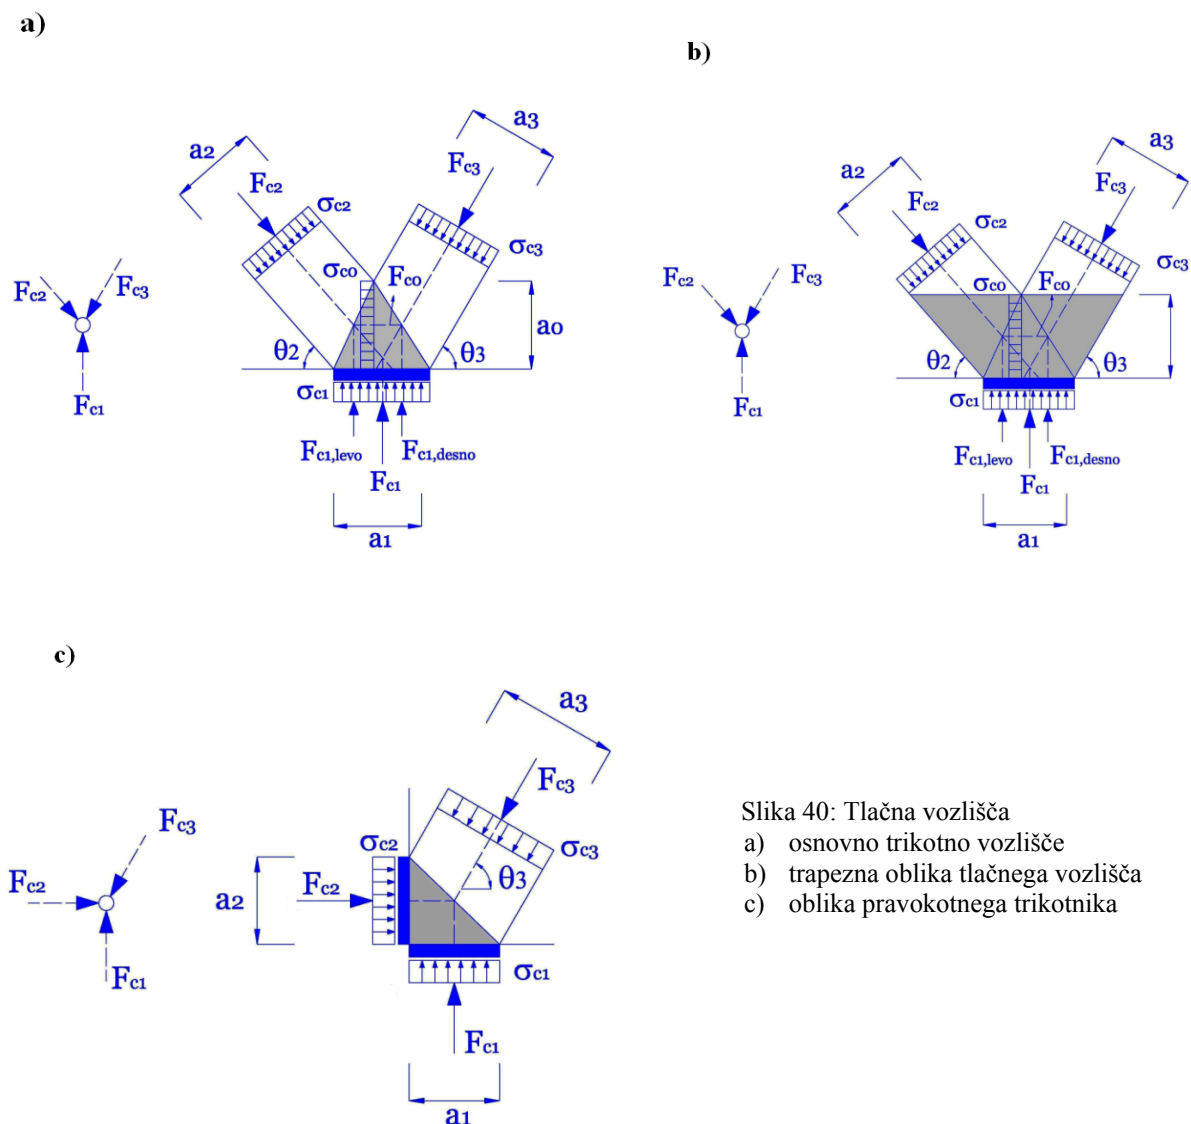 a)
a2
Fc2
σc2
a3
Fc3
σc3
σco
Fco
ao
θ2
θ3
Fc2
Fc3
Fc1
σc1
Fc1,levo
Fc1,desno
Fc1
a1
b)
a2
Fc2
σc2
a3
Fc3
σc3
σco
Fco
θ2
θ3
Fc2
Fc3
Fc1
σc1
Fc1,levo
Fc1,desno
Fc1
a1
c)
Fc3
Fc2
Fc1
a3
Fc3
σc3
σc2
Fc2
a2
θ3
σc1
Fc1
a1
Slika 40: Tlačna vozlišča
a) osnovno trikotno vozlišče
b) trapezna oblika tlačnega vozlišča
c) oblika pravokotnega trikotnika